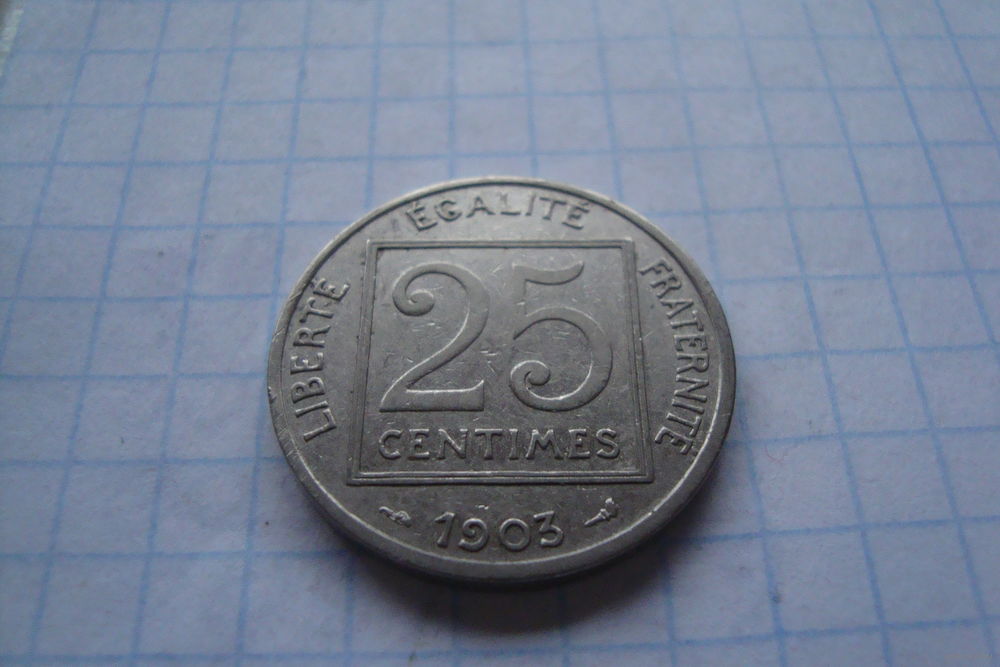 LIBERTÉ
ÉGALITÉ
FRATERNITÉ
25
CENTIMES
1903